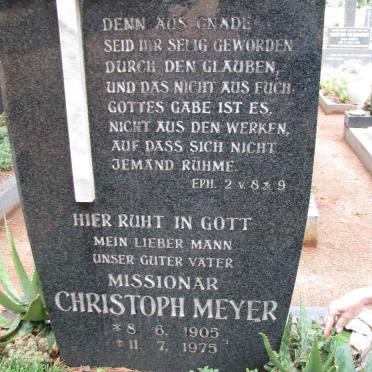 DENN AUS GNADE
SEID IHR SELIG GEWORDEN
DURCH DEN GLAUBEN,
UND DAS NICHT AUS EUCH:
GOTTES GABE IST ES,
NICHT AUS DEN WERKEN,
AUF DASS SICH NICHT
JEMAND RÜHME.
EPH. 2 v. 8 & 9
HIER RUHT IN GOTT
MEIN LIEBER MANN
UNSER GUTER VATER
MISSIONAR
CHRISTOPH MEYER
* 8. 6. 1905
† 11. 7. 1975